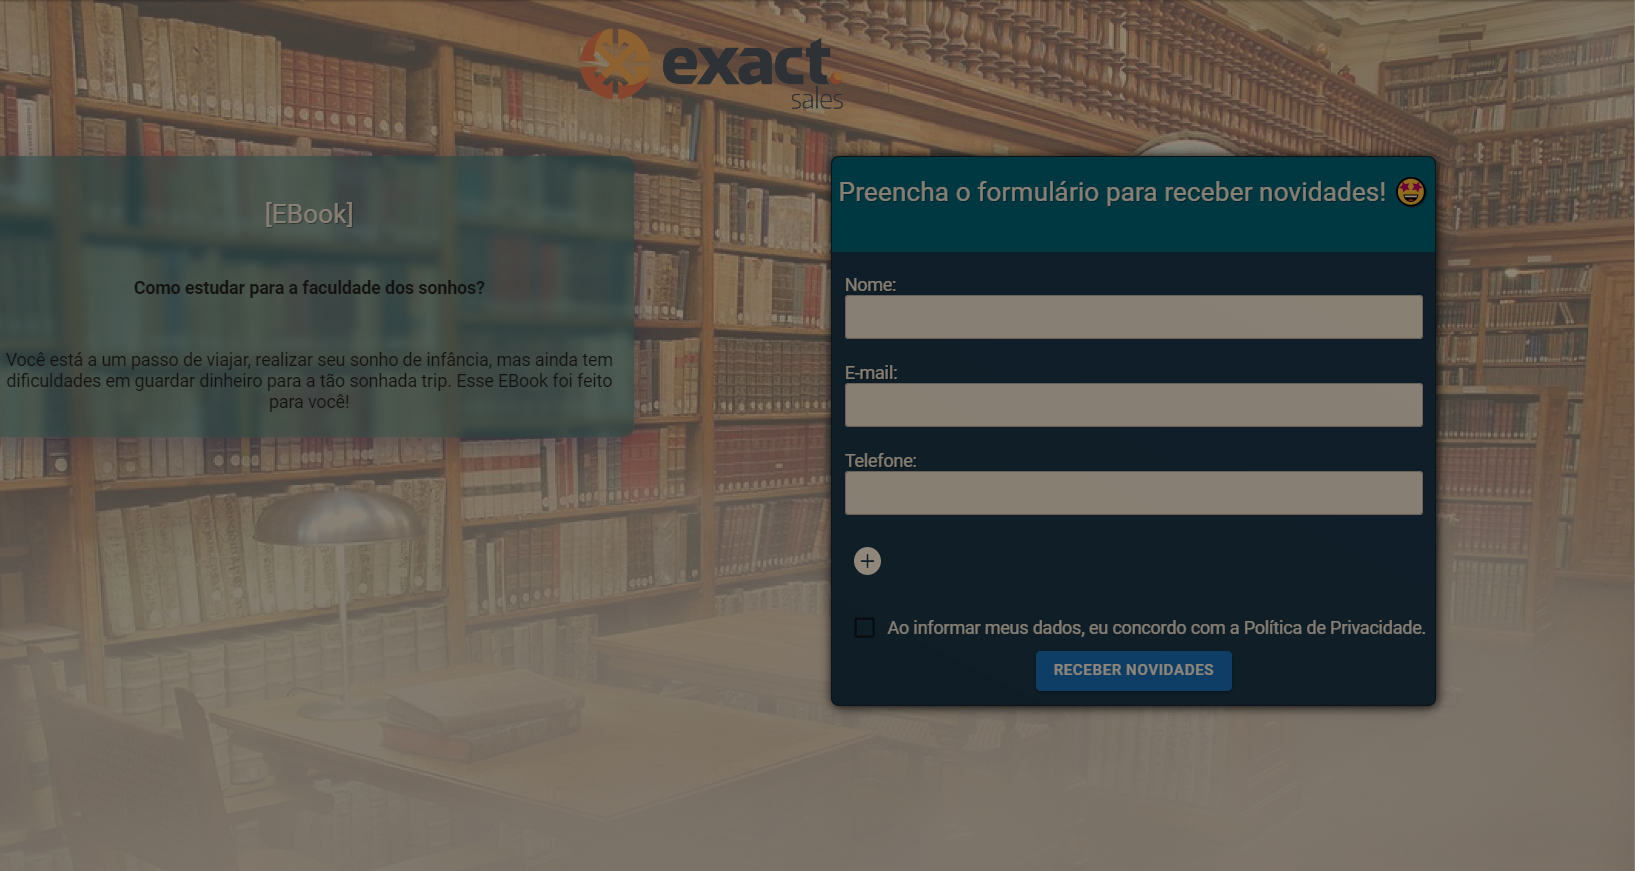 exact
sales
[EBook]
Como estudar para a faculdade dos sonhos?
Você está a um passo de viajar, realizar seu sonho de infância, mas ainda tem
dificuldades em guardar dinheiro para a tão sonhada trip. Esse EBook foi feito
para você!
Preencha o formulário para receber novidades! 🤩
Nome:
E-mail:
Telefone:
Ao informar meus dados, eu concordo com a Política de Privacidade.
RECEBER NOVIDADES